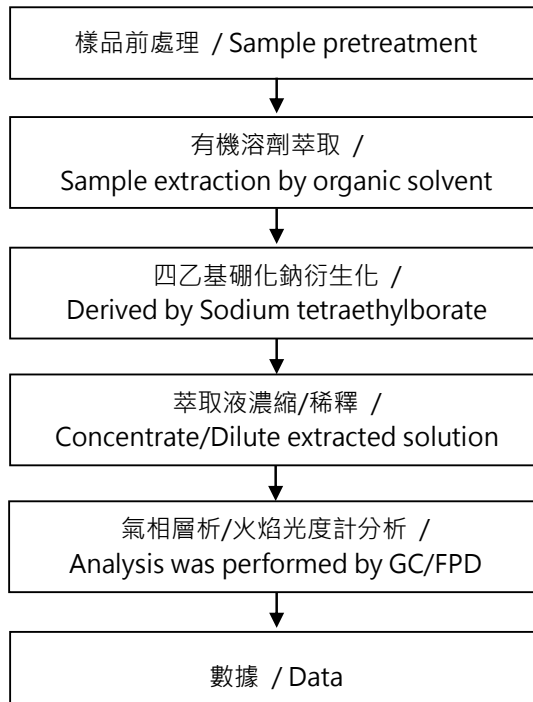 樣品前處理 / Sample pretreatment
有機溶劑萃取 /
Sample extraction by organic solvent
四乙基硼化鈉衍生化 /
Derived by Sodium tetraethylborate
萃取液濃縮/稀釋 /
Concentrate/Dilute extracted solution
氣相層析/火焰光度計分析 /
Analysis was performed by GC/FPD
數據 / Data